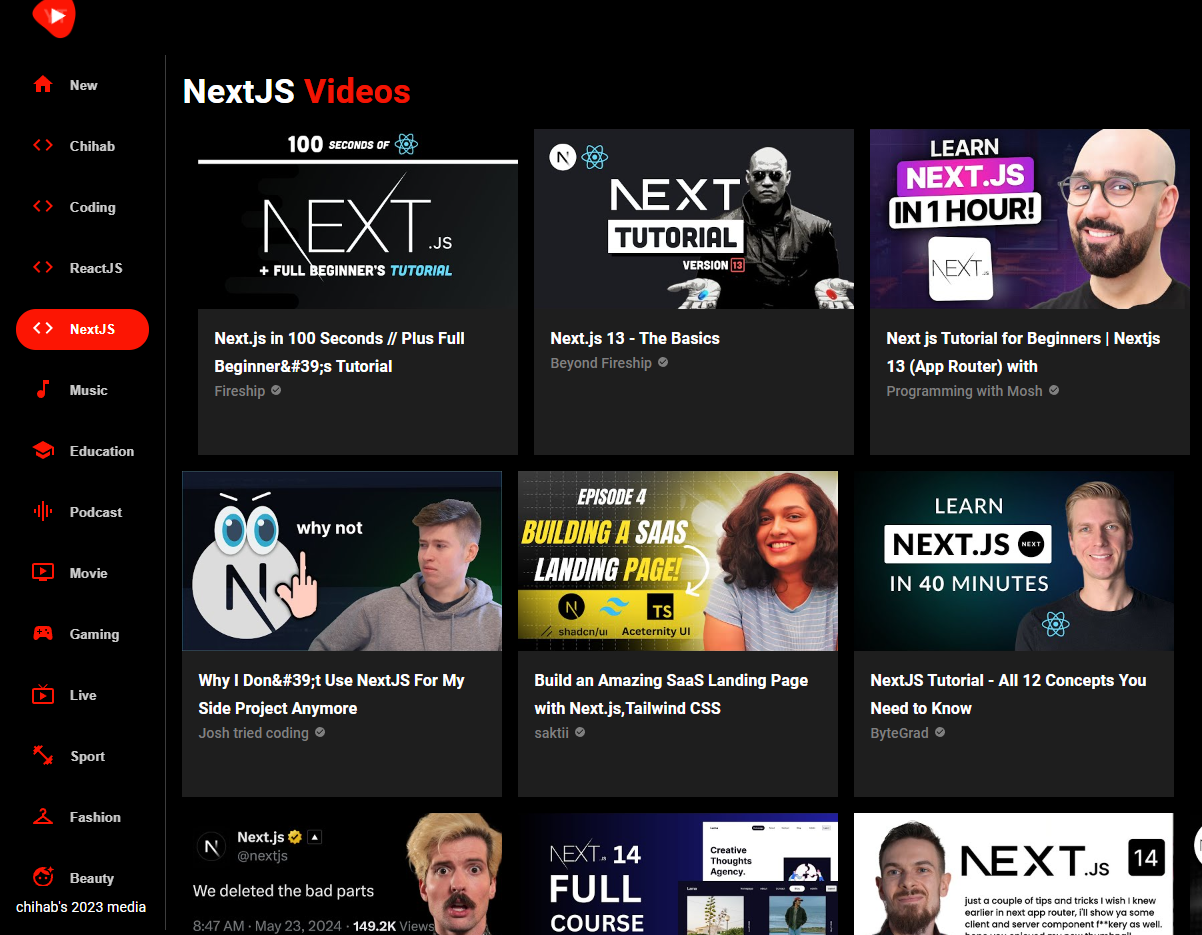 New
Chihab
Coding
ReactJS
NextJS
Music
Education
Podcast
Movie
Gaming
Live
Sport
Fashion
Beauty
chihab's 2023 media
NextJS Videos
100 SECONDS OF
NEXT.JS
+ FULL BEGINNER'S TUTORIAL
Next.js in 100 Seconds // Plus Full
Beginner&#39;s Tutorial
Fireship
N
NEXT
TUTORIAL
VERSION 13
Next.js 13 - The Basics
Beyond Fireship
LEARN
NEXT.JS
IN 1 HOUR!
NEXT.JS
Next js Tutorial for Beginners | Nextjs
13 (App Router) with
Programming with Mosh
why not
N
Why I Don&#39;t Use NextJS For My
Side Project Anymore
Josh tried coding
EPISODE 4
BUILDING A SAAS
LANDING PAGE!
N
TS
shadcn/ui Aceternity UI
Build an Amazing SaaS Landing Page
with Next.js,Tailwind CSS
saktii
LEARN
NEXT.JS NEXT
IN 40 MINUTES
NextJS Tutorial - All 12 Concepts You
Need to Know
ByteGrad
N
Next.js
@nextjs
We deleted the bad parts
8:47 AM · May 23, 2024 · 149.2K Views
NEXT.JS 14
FULL
COURSE
Creative
Thoughts
Agency.
NEXT.JS 14
just a couple of tips and tricks I wish I knew
earlier in next app router, i'll show ya some
client and server component f**kery as well.